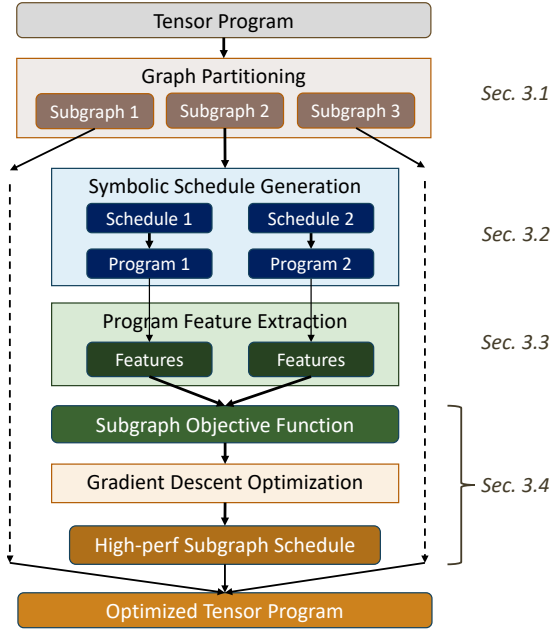 Tensor Program
Graph Partitioning
Sec. 3.1
Subgraph 1
Subgraph 2
Subgraph 3
Symbolic Schedule Generation
Schedule 1
Schedule 2
Sec. 3.2
Program 1
Program 2
Program Feature Extraction
Sec. 3.3
Features
Features
Subgraph Objective Function
Gradient Descent Optimization
Sec. 3.4
High-perf Subgraph Schedule
Optimized Tensor Program